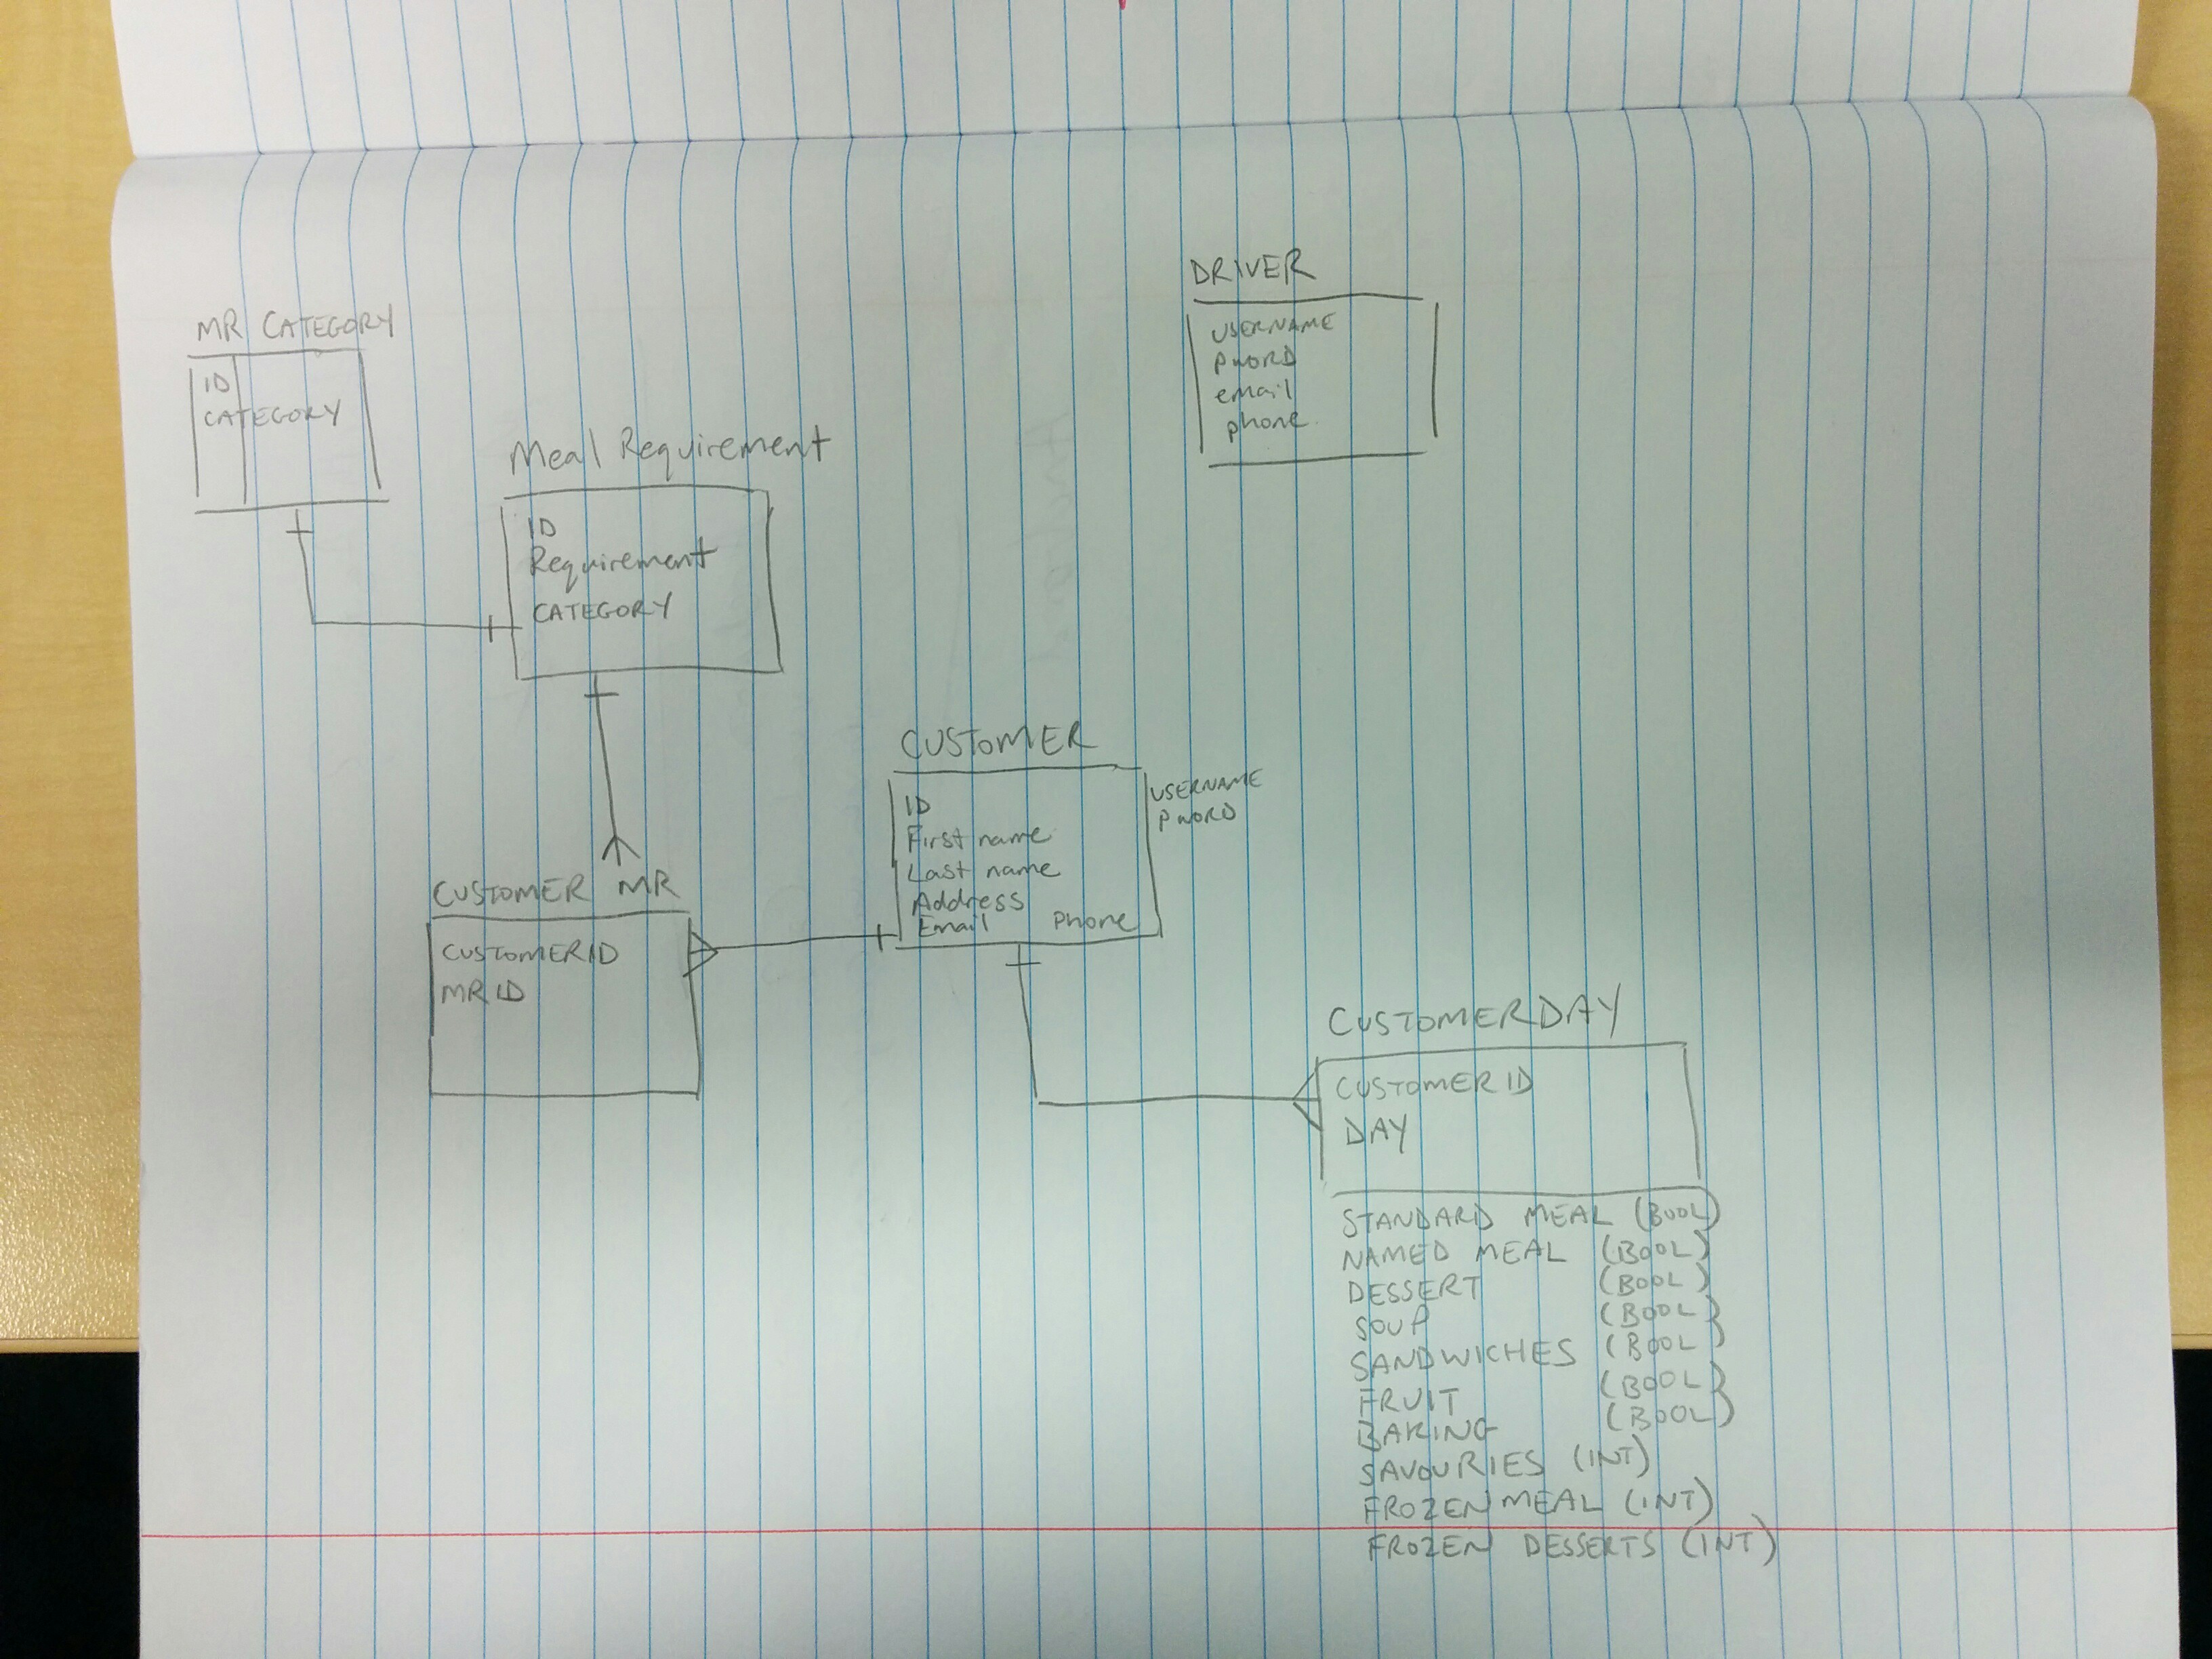 DRIVER
USERNAME
PWORD
email
phone
MR CATEGORY
ID
CATEGORY
Meal Requirement
ID
Requirement
CATEGORY
CUSTOMER
ID
First name
Last name
Address
Email Phone
USERNAME
PWORD
CUSTOMER MR
CUSTOMERID
MRID
CUSTOMERDAY
CUSTOMERID
DAY
STANDARD MEAL (BOOL)
NAMED MEAL (BOOL)
DESSERT (BOOL)
SOUP (BOOL)
SANDWICHES (BOOL)
FRUIT (BOOL)
BAKING (BOOL)
SAVOURIES (INT)
FROZEN MEAL (INT)
FROZEN DESSERTS (INT)